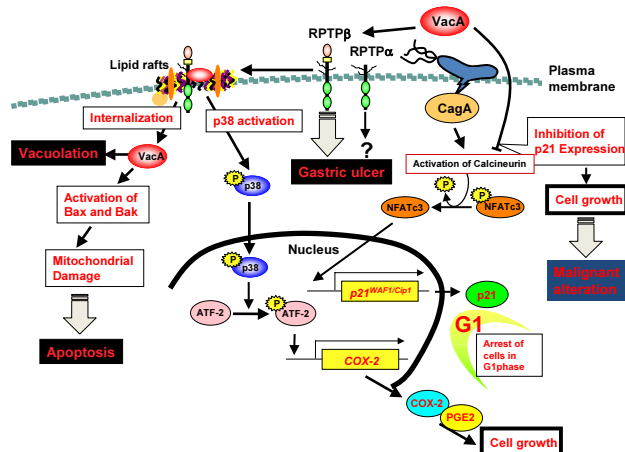 VacA
RPTPβ
RPTPα
Lipid rafts
Plasma
membrane
CagA
Internalization
p38 activation
Inhibition of
p21 Expression
Vacuolation
VacA
?
Gastric ulcer
Activation of Calcineurin
P
p38
P
P
Activation of
Bax and Bak
NFATc3
NFATc3
Cell growth
Nucleus
Mitochondrial
Damage
P
p38
Malignant
alteration
p21WAF1/Cip1
p21
ATF-2
P
ATF-2
G1
Arrest of
cells in
G1phase
Apoptosis
COX-2
COX-2
PGE2
Cell growth